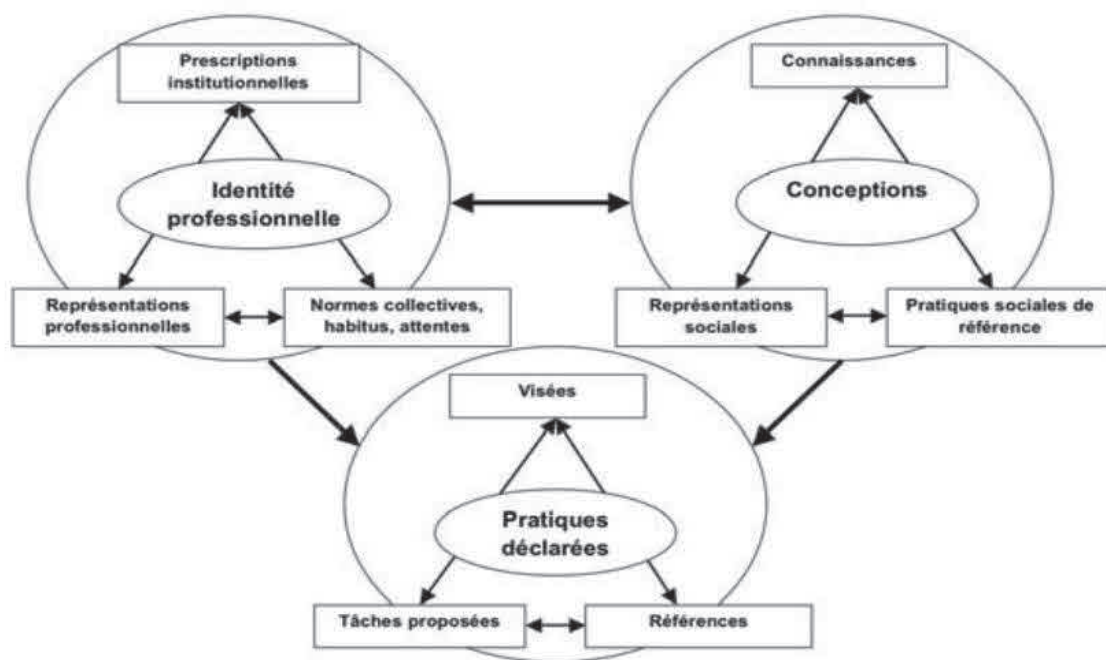 Prescriptions
institutionnelles
Identité
professionnelle
Représentations
professionnelles
Normes collectives,
habitus, attentes
Connaissances
Conceptions
Représentations
sociales
Pratiques sociales de
référence
Visées
Pratiques
déclarées
Tâches proposées
Références